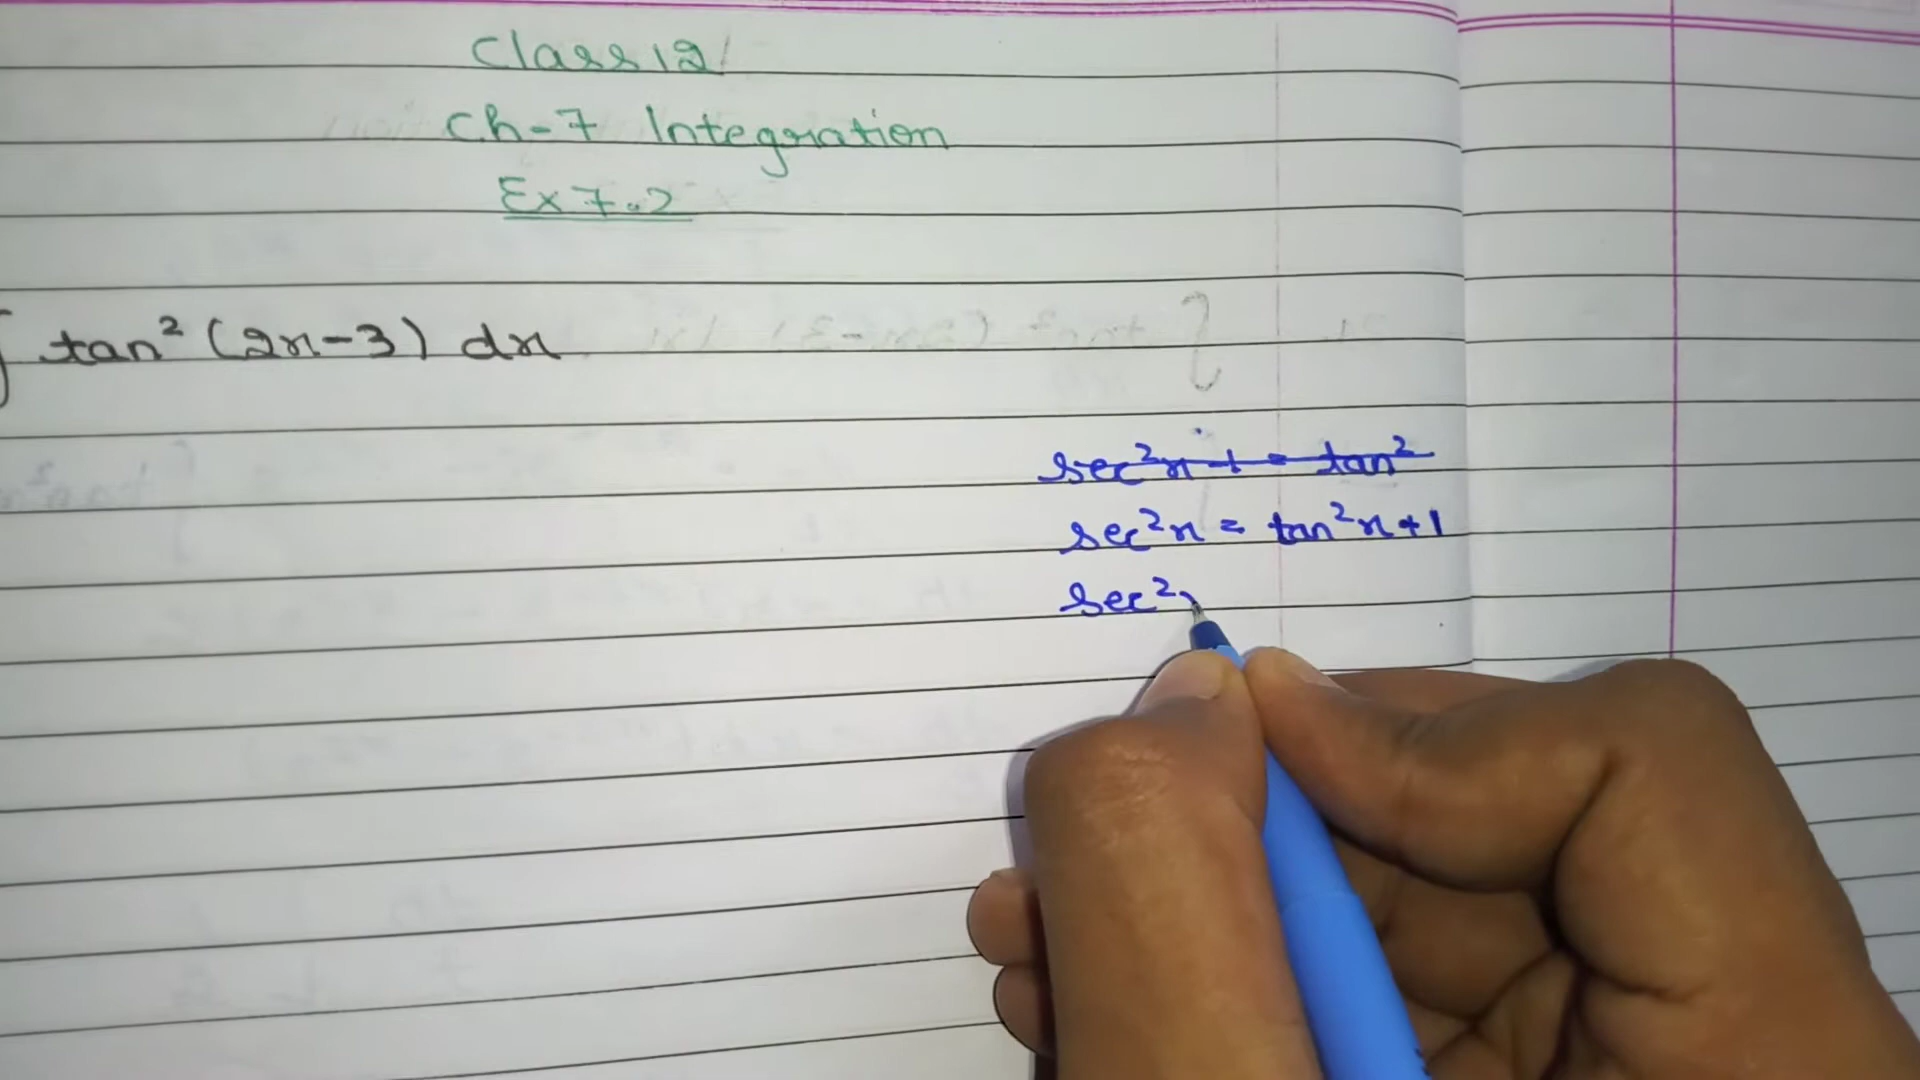 Class 12
Ch-7 Integration
Ex 7.2
∫ tan² (2x-3) dx
sec²x-1 = tan²
sec²x = tan²x+1
sec²